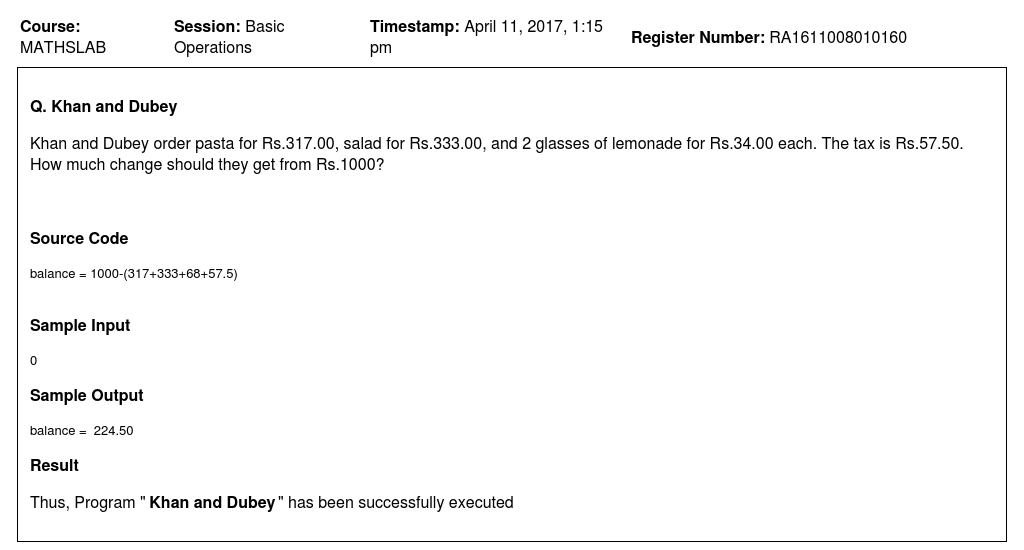 Course: MATHSLAB
Session: Basic Operations
Timestamp: April 11, 2017, 1:15 pm
Register Number: RA1611008010160
Q. Khan and Dubey
Khan and Dubey order pasta for Rs.317.00, salad for Rs.333.00, and 2 glasses of lemonade for Rs.34.00 each. The tax is Rs.57.50.
How much change should they get from Rs.1000?
Source Code
balance = 1000-(317+333+68+57.5)
Sample Input
0
Sample Output
balance =  224.50
Result
Thus, Program " Khan and Dubey " has been successfully executed